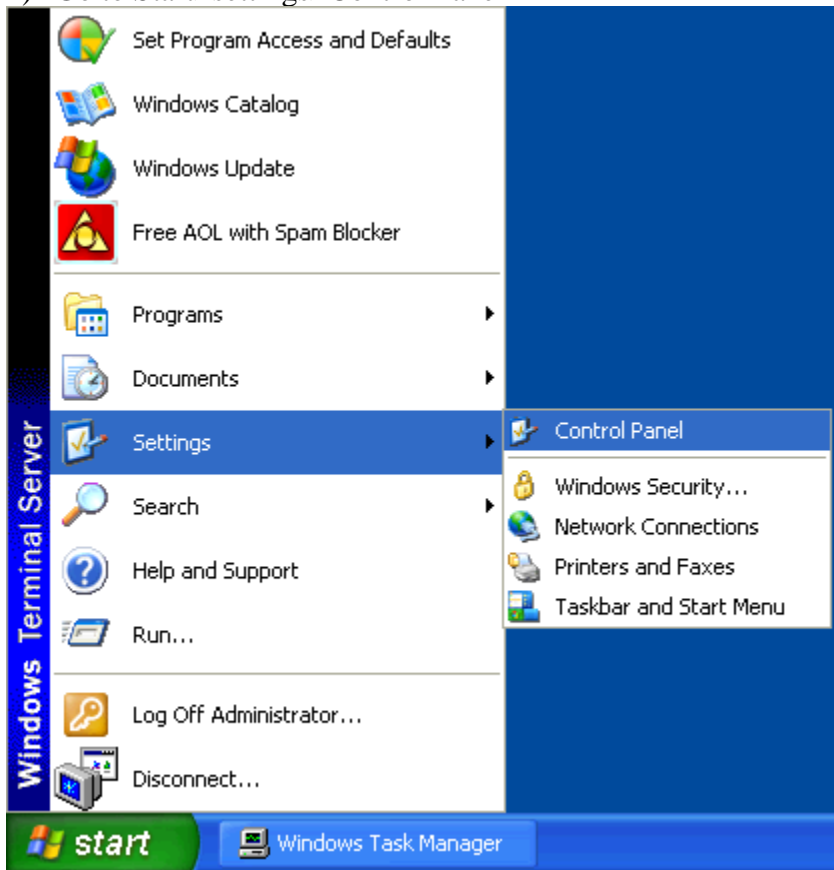 Set Program Access and Defaults
Windows Catalog
Windows Update
Free AOL with Spam Blocker
Programs
Documents
Settings
Search
Help and Support
Run...
Log Off Administrator...
Disconnect...
Control Panel
Windows Security...
Network Connections
Printers and Faxes
Taskbar and Start Menu
Windows Terminal Server
start
Windows Task Manager